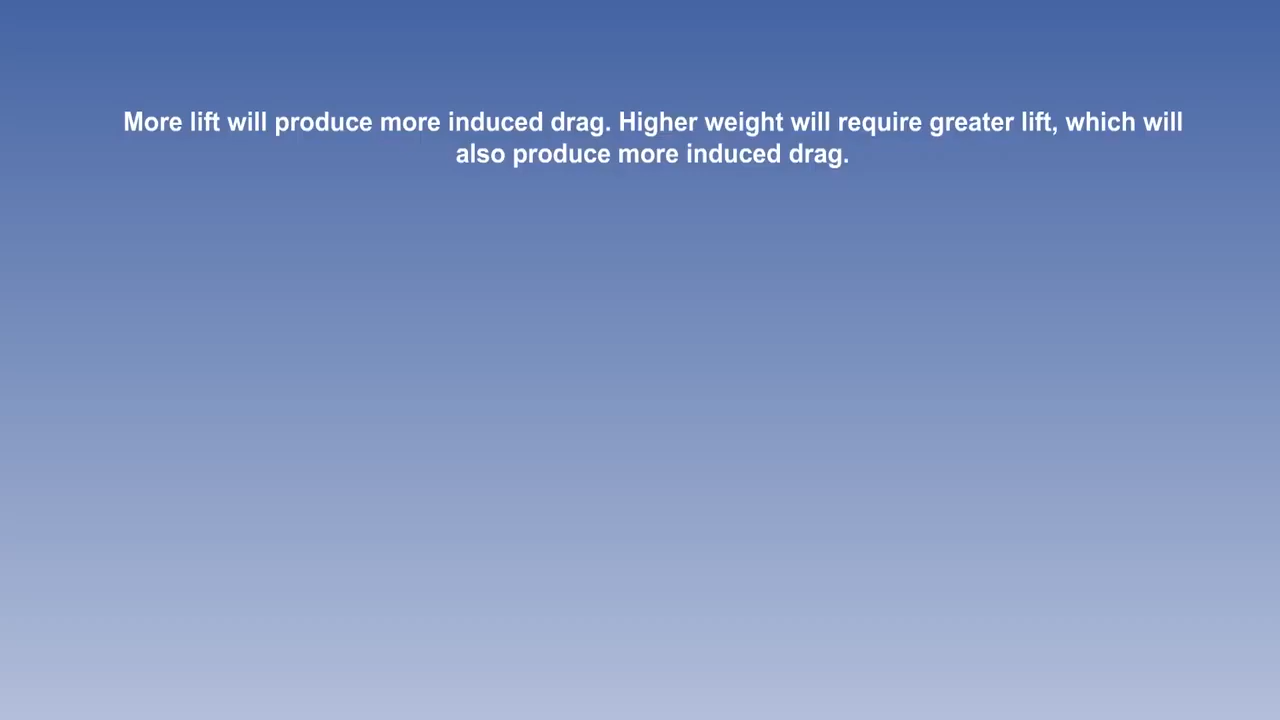 More lift will produce more induced drag. Higher weight will require greater lift, which will
also produce more induced drag.